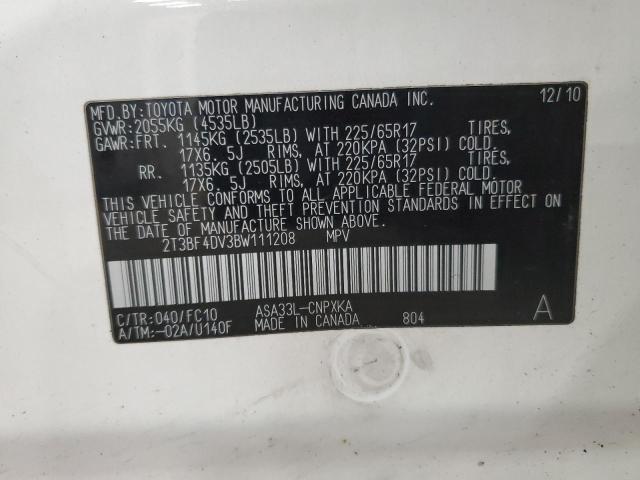 MFD.BY:TOYOTA MOTOR MANUFACTURING CANADA INC. 12/10
GVWR:2055KG (4535LB)
GAWR:FRT. 1145KG (2535LB) WITH 225/65R17 TIRES,
17X6. 5J RIMS, AT 220KPA (32PSI) COLD.
RR. 1135KG (2505LB) WITH 225/65R17 TIRES,
17X6. 5J RIMS, AT 220KPA (32PSI) COLD.
THIS VEHICLE CONFORMS TO ALL APPLICABLE FEDERAL MOTOR
VEHICLE SAFETY AND THEFT PREVENTION STANDARDS IN EFFECT ON
THE DATE OF MANUFACTURE SHOWN ABOVE.
2T3BF4DV3BW111208 MPV
C/TR:040/FC10 ASA33L-CNPXKA A
A/TM:-02A/U140F MADE IN CANADA 804